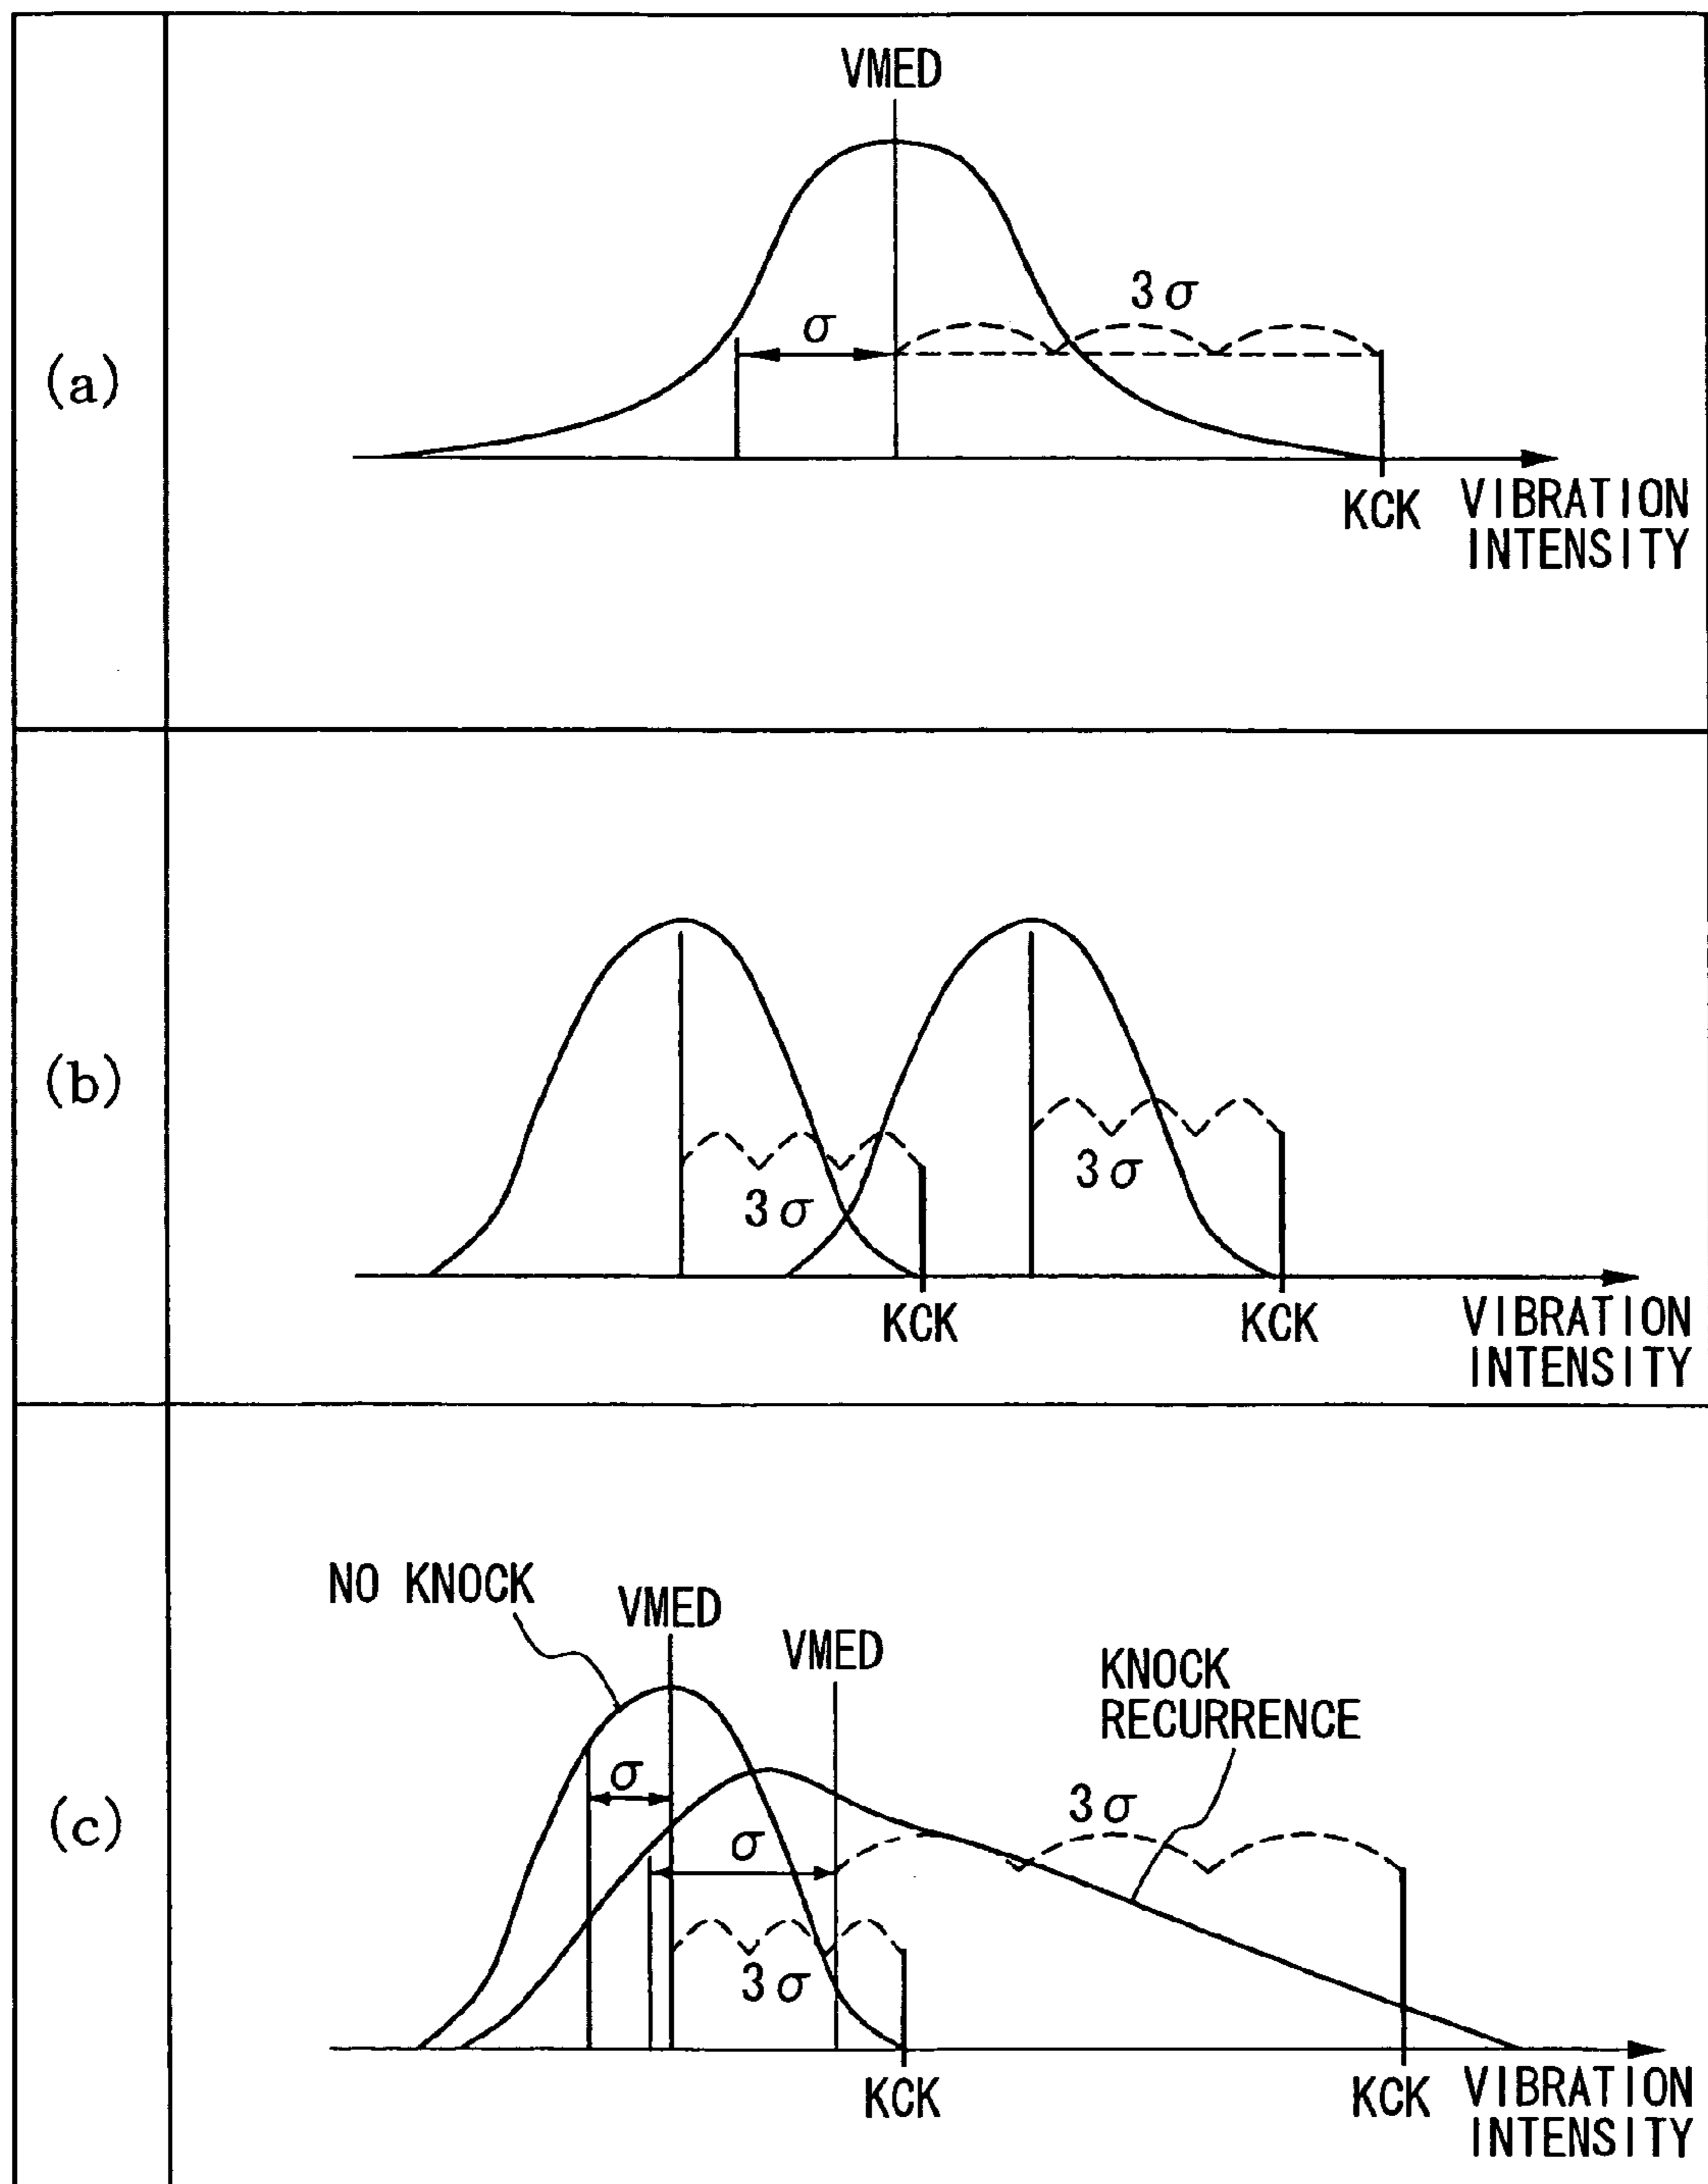 (a)
VMED
σ
3σ
KCK
VIBRATION
INTENSITY
(b)
3σ
3σ
KCK
KCK
VIBRATION
INTENSITY
(c)
NO KNOCK
VMED
VMED
KNOCK
RECURRENCE
σ
3σ
σ
3σ
KCK
KCK
VIBRATION
INTENSITY